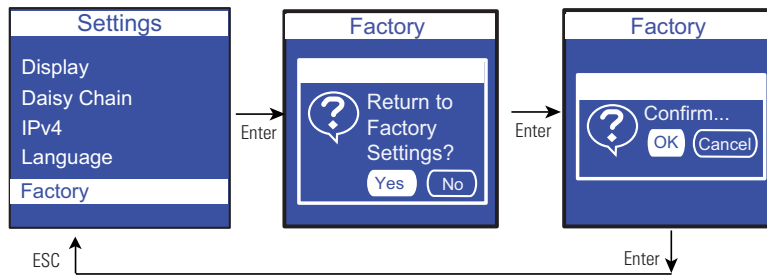 Settings
Display
Daisy Chain
IPv4
Language
Factory
Enter
Factory
?
Return to
Factory
Settings?
Yes No
Enter
Factory
?
Confirm...
OK Cancel
Enter
ESC